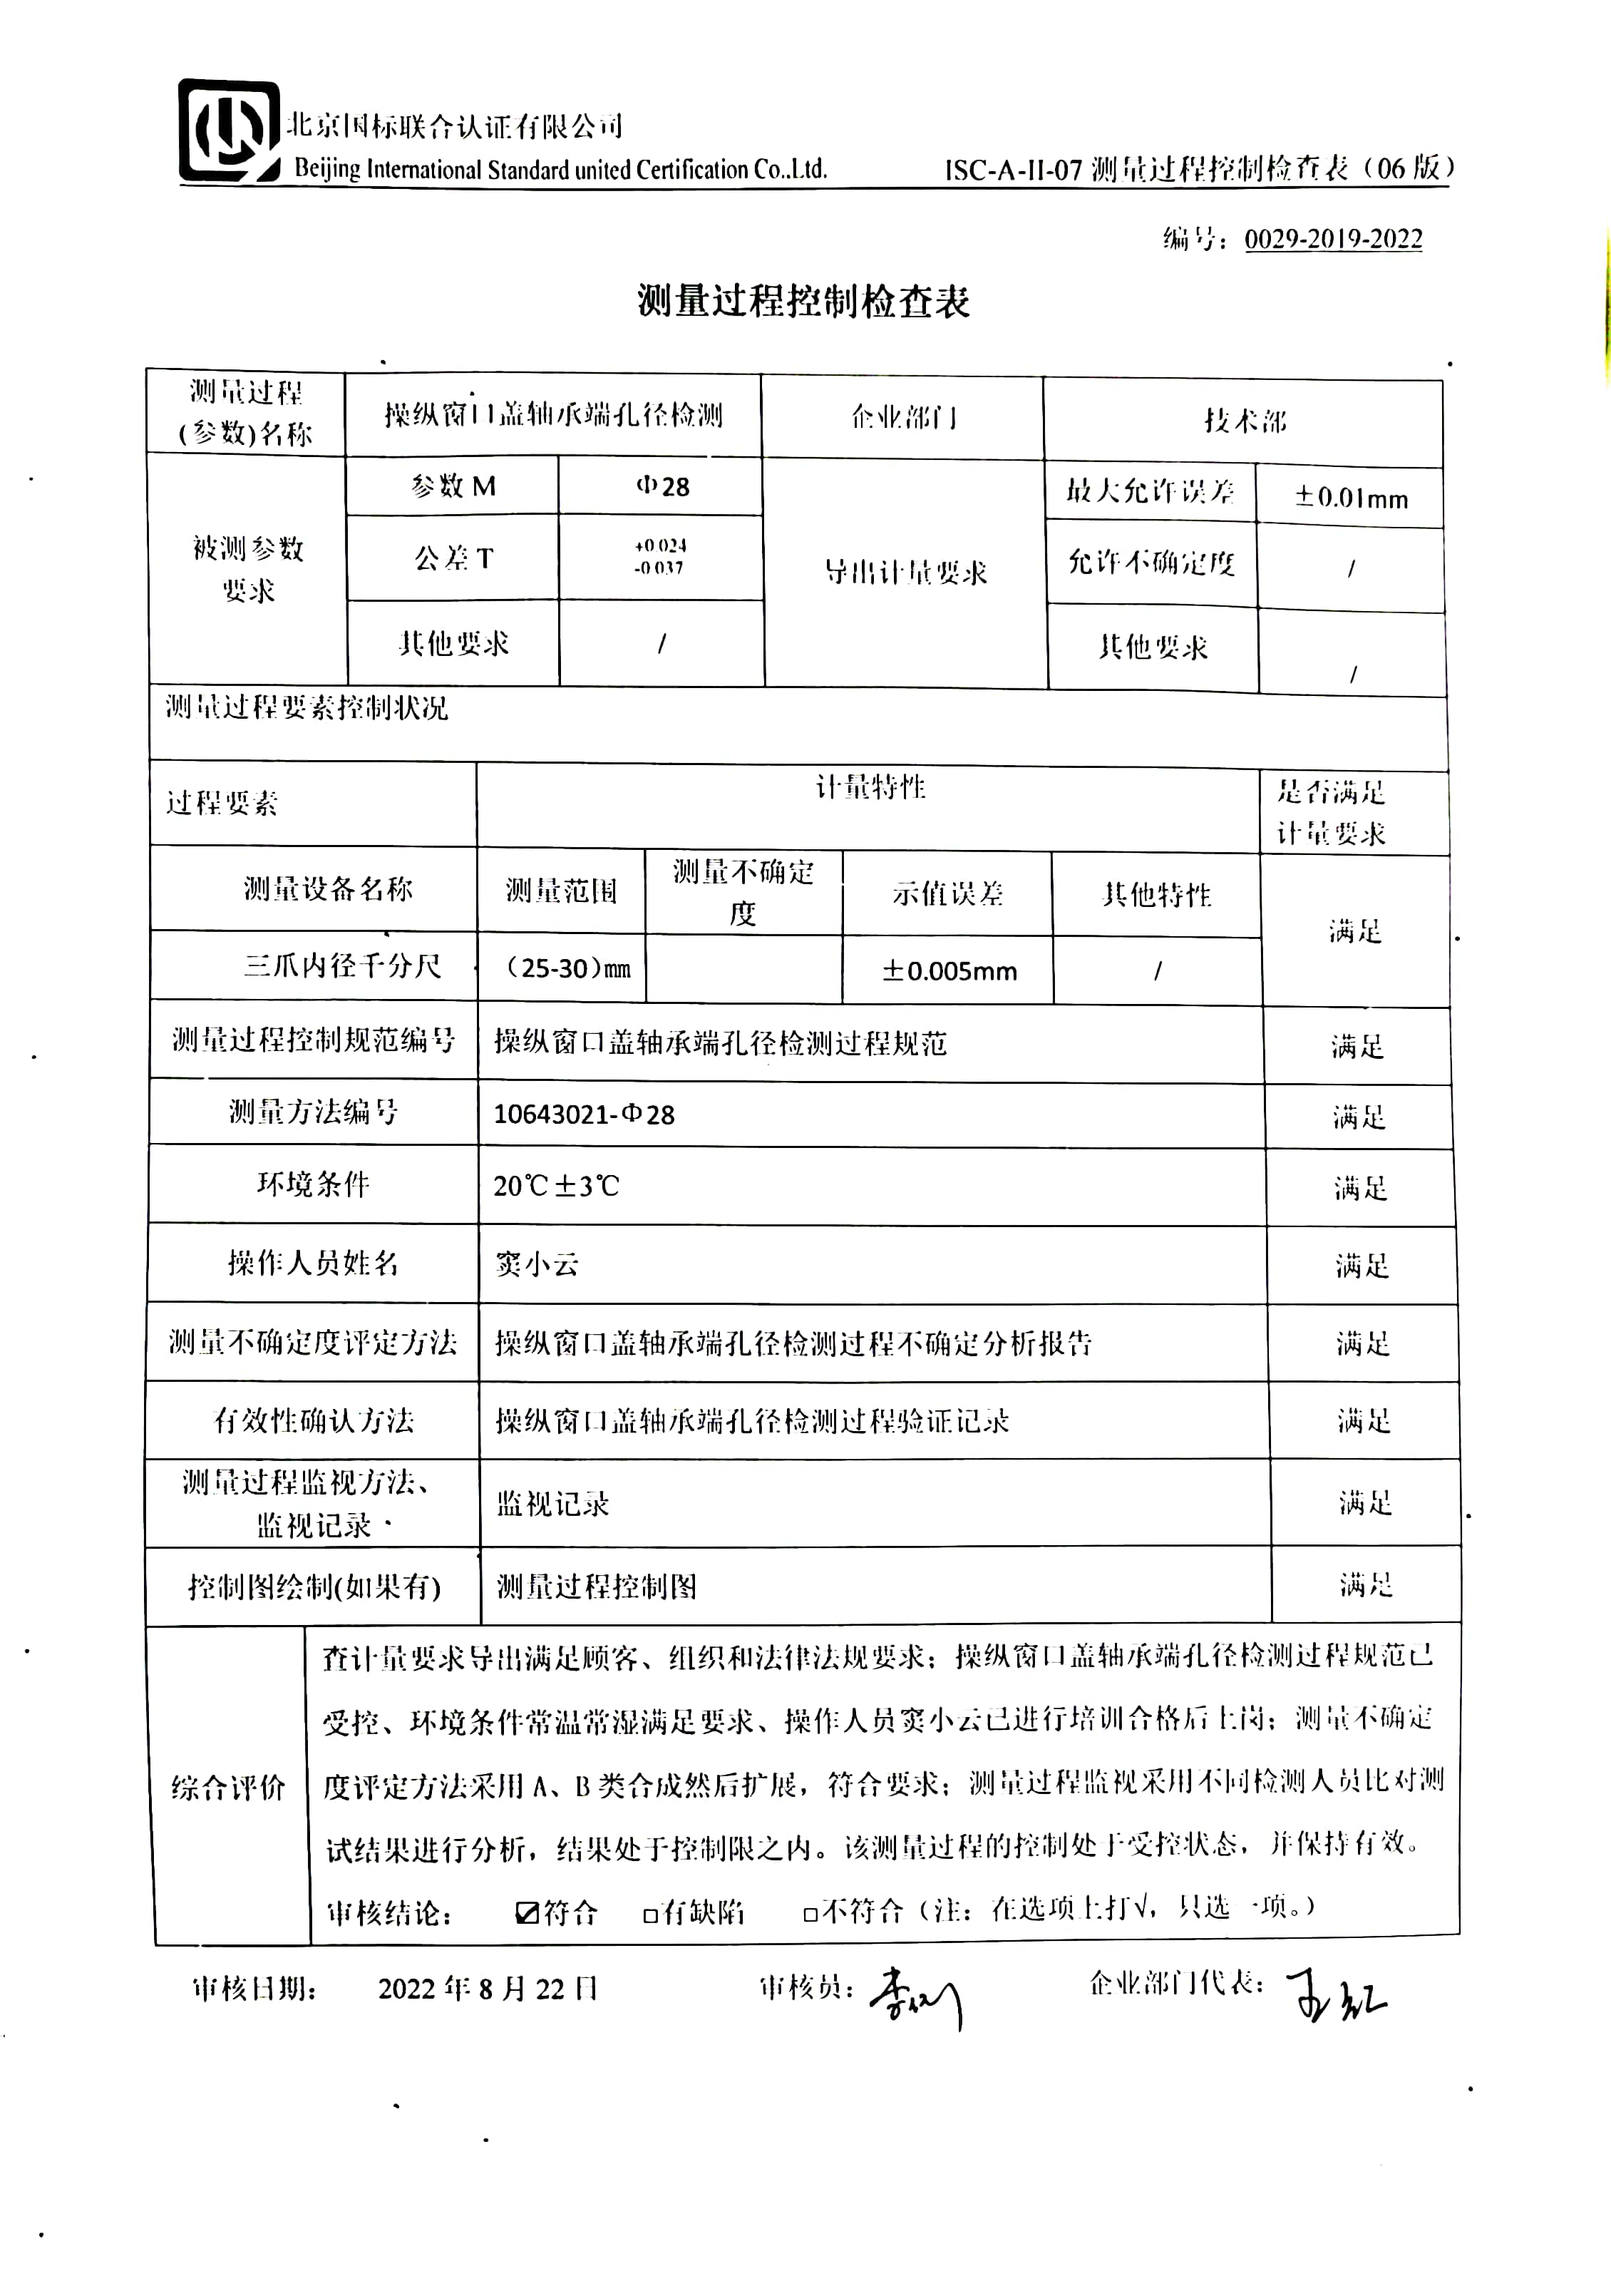 北京国标联合认证有限公司
Beijing International Standard united Certification Co.,Ltd.
ISC-A-II-07 测量过程控制检查表（06 版）
编号：0029-2019-2022
测量过程控制检查表
测量过程
(参数)名称
操纵窗口盖轴承端孔径检测
企业部门
技术部
被测参数
要求
参数 M
Φ28
导出计量要求
最大允许误差
±0.01mm
公差 T
+0.024
-0.037
允许不确定度
/
其他要求
/
其他要求
/
测量过程要素控制状况
过程要素
计量特性
是否满足
计量要求
测量设备名称
测量范围
测量不确定
度
示值误差
其他特性
满足
三爪内径千分尺
（25-30）mm
±0.005mm
/
测量过程控制规范编号
操纵窗口盖轴承端孔径检测过程规范
满足
测量方法编号
10643021-Φ28
满足
环境条件
20℃±3℃
满足
操作人员姓名
窦小云
满足
测量不确定度评定方法
操纵窗口盖轴承端孔径检测过程不确定分析报告
满足
有效性确认方法
操纵窗口盖轴承端孔径检测过程验证记录
满足
测量过程监视方法、
监视记录
监视记录
满足
控制图绘制(如果有)
测量过程控制图
满足
综合评价
查计量要求导出满足顾客、组织和法律法规要求；操纵窗口盖轴承端孔径检测过程规范已
受控、环境条件常温常湿满足要求、操作人员窦小云已进行培训合格后上岗；测量不确定
度评定方法采用 A、B 类合成然后扩展，符合要求；测量过程监视采用不同检测人员比对测
试结果进行分析，结果处于控制限之内。该测量过程的控制处于受控状态，并保持有效。
审核结论： ☑符合 □有缺陷 □不符合（注：在选项上打√，只选一项。）
审核日期： 2022 年 8 月 22 日
审核员：
企业部门代表：王红